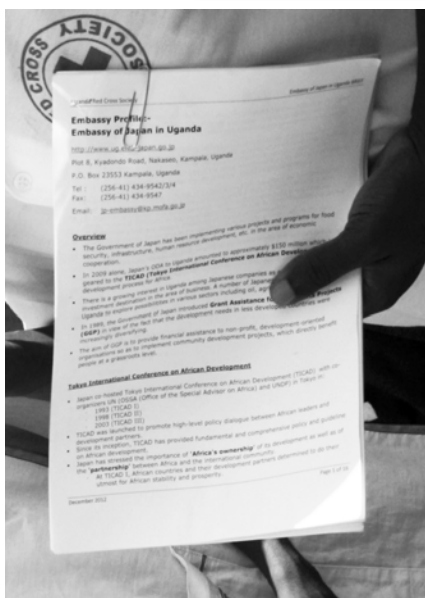 CROSS SOCIETY
Red Cross Society
Embassy of Japan in Uganda
Embassy Profile:-
Embassy of Japan in Uganda
Plot 8, Kyadondo Road, Nakasero, Kampala, Uganda
P.O. Box 23553 Kampala, Uganda
Tel : (256-41) 434-9542/3/4
Fax: (256-41) 434-9547
Email: jp-embassy@kp.mofa.go.jp
Overview
• The Government of Japan has been implementing various projects and programs for food
security, infrastructure, human resource development, etc. in the area of economic
cooperation.
• In 2009 alone, Japan's ODA to Uganda amounted to approximately $150 million which
geared to the TICAD (Tokyo International Conference on African
development process for Africa.
• There is a growing interest in Uganda among Japanese companies as
investment destination in the area of business. A number of Japanese
Uganda to explore possibilities in various sectors including oil,
• In 1989, the Government of Japan introduced Grant Assistance Projects
(GGP) in view of the fact that the development needs in less developed countries were
increasingly diversifying.
• The aim of GGP is to provide financial assistance to non-profit, development-oriented
organisations so as to implement community development projects, which directly benefit
people at a grassroots level.
Tokyo International Conference on African Development
• Japan co-hosted Tokyo International Conference on African Development (TICAD) with co-
organizers UN (OSSA (Office of the Special Advisor on Africa) and UNDP) in Tokyo in:
1993 (TICAD I)
1998 (TICAD II)
2003 (TICAD III)
• TICAD was launched to promote high-level policy dialogue between African leaders and
development partners.
• Since its inception, TICAD has provided fundamental and comprehensive policy and guideline
on African development.
• Japan has stressed the importance of 'Africa's ownership' of its development as well as of
the 'partnership' between Africa and the international community.
At TICAD I, African countries and their development partners determined to do their
utmost for African stability and prosperity.
December 2012
Page 1 of